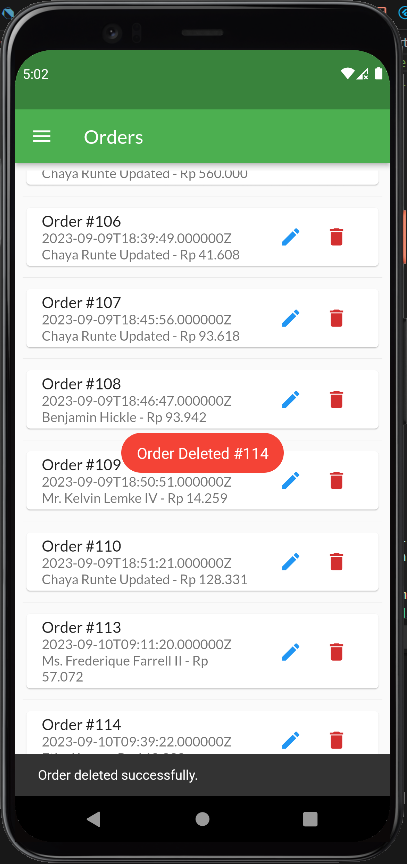 5:02
Orders
Chaya Runte Updated - Rp 560.000
Order #106
2023-09-09T18:39:49.000000Z
Chaya Runte Updated - Rp 41.608
Order #107
2023-09-09T18:45:56.000000Z
Chaya Runte Updated - Rp 93.618
Order #108
2023-09-09T18:46:47.000000Z
Benjamin Hickle - Rp 93.942
Order Deleted #114
Order #109
2023-09-09T18:50:51.000000Z
Mr. Kelvin Lemke IV - Rp 14.259
Order #110
2023-09-09T18:51:21.000000Z
Chaya Runte Updated - Rp 128.331
Order #113
2023-09-10T09:11:20.000000Z
Ms. Frederique Farrell II - Rp
57.072
Order #114
2023-09-10T09:39:22.000000Z
Order deleted successfully.